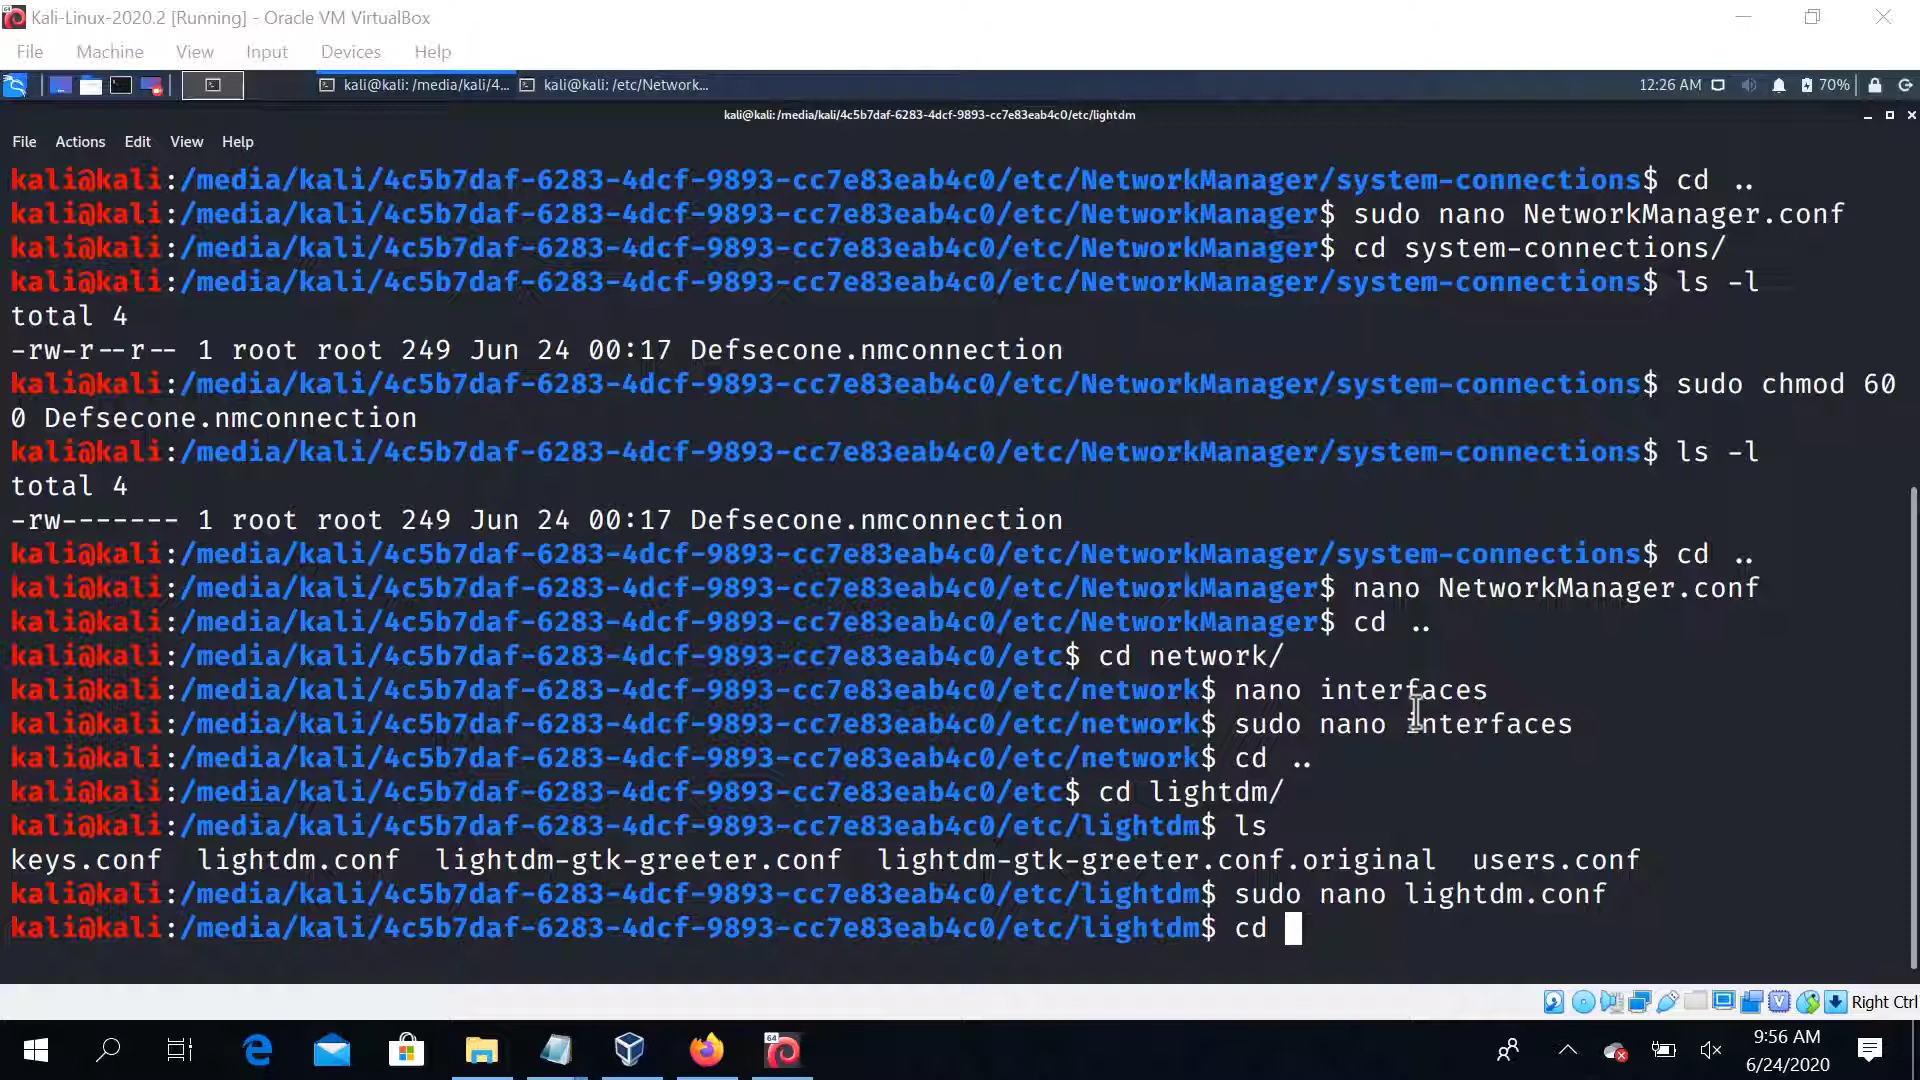 Kali-Linux-2020.2 [Running] - Oracle VM VirtualBox
File Machine View Input Devices Help
kali@kali: /media/kali/4... kali@kali: /etc/Network... 12:26 AM 70%
kali@kali:/media/kali/4c5b7daf-6283-4dcf-9893-cc7e83eab4c0/etc/lightdm
File Actions Edit View Help
kali@kali:/media/kali/4c5b7daf-6283-4dcf-9893-cc7e83eab4c0/etc/NetworkManager/system-connections$ cd ..
kali@kali:/media/kali/4c5b7daf-6283-4dcf-9893-cc7e83eab4c0/etc/NetworkManager$ sudo nano NetworkManager.conf
kali@kali:/media/kali/4c5b7daf-6283-4dcf-9893-cc7e83eab4c0/etc/NetworkManager$ cd system-connections/
kali@kali:/media/kali/4c5b7daf-6283-4dcf-9893-cc7e83eab4c0/etc/NetworkManager/system-connections$ ls -l
total 4
-rw-r--r-- 1 root root 249 Jun 24 00:17 Defsecone.nmconnection
kali@kali:/media/kali/4c5b7daf-6283-4dcf-9893-cc7e83eab4c0/etc/NetworkManager/system-connections$ sudo chmod 60
0 Defsecone.nmconnection
kali@kali:/media/kali/4c5b7daf-6283-4dcf-9893-cc7e83eab4c0/etc/NetworkManager/system-connections$ ls -l
total 4
-rw------- 1 root root 249 Jun 24 00:17 Defsecone.nmconnection
kali@kali:/media/kali/4c5b7daf-6283-4dcf-9893-cc7e83eab4c0/etc/NetworkManager/system-connections$ cd ..
kali@kali:/media/kali/4c5b7daf-6283-4dcf-9893-cc7e83eab4c0/etc/NetworkManager$ nano NetworkManager.conf
kali@kali:/media/kali/4c5b7daf-6283-4dcf-9893-cc7e83eab4c0/etc/NetworkManager$ cd ..
kali@kali:/media/kali/4c5b7daf-6283-4dcf-9893-cc7e83eab4c0/etc$ cd network/
kali@kali:/media/kali/4c5b7daf-6283-4dcf-9893-cc7e83eab4c0/etc/network$ nano interfaces
kali@kali:/media/kali/4c5b7daf-6283-4dcf-9893-cc7e83eab4c0/etc/network$ sudo nano interfaces
kali@kali:/media/kali/4c5b7daf-6283-4dcf-9893-cc7e83eab4c0/etc/network$ cd ..
kali@kali:/media/kali/4c5b7daf-6283-4dcf-9893-cc7e83eab4c0/etc$ cd lightdm/
kali@kali:/media/kali/4c5b7daf-6283-4dcf-9893-cc7e83eab4c0/etc/lightdm$ ls
keys.conf lightdm.conf lightdm-gtk-greeter.conf lightdm-gtk-greeter.conf.original users.conf
kali@kali:/media/kali/4c5b7daf-6283-4dcf-9893-cc7e83eab4c0/etc/lightdm$ sudo nano lightdm.conf
kali@kali:/media/kali/4c5b7daf-6283-4dcf-9893-cc7e83eab4c0/etc/lightdm$ cd
Right Ctrl
9:56 AM
6/24/2020